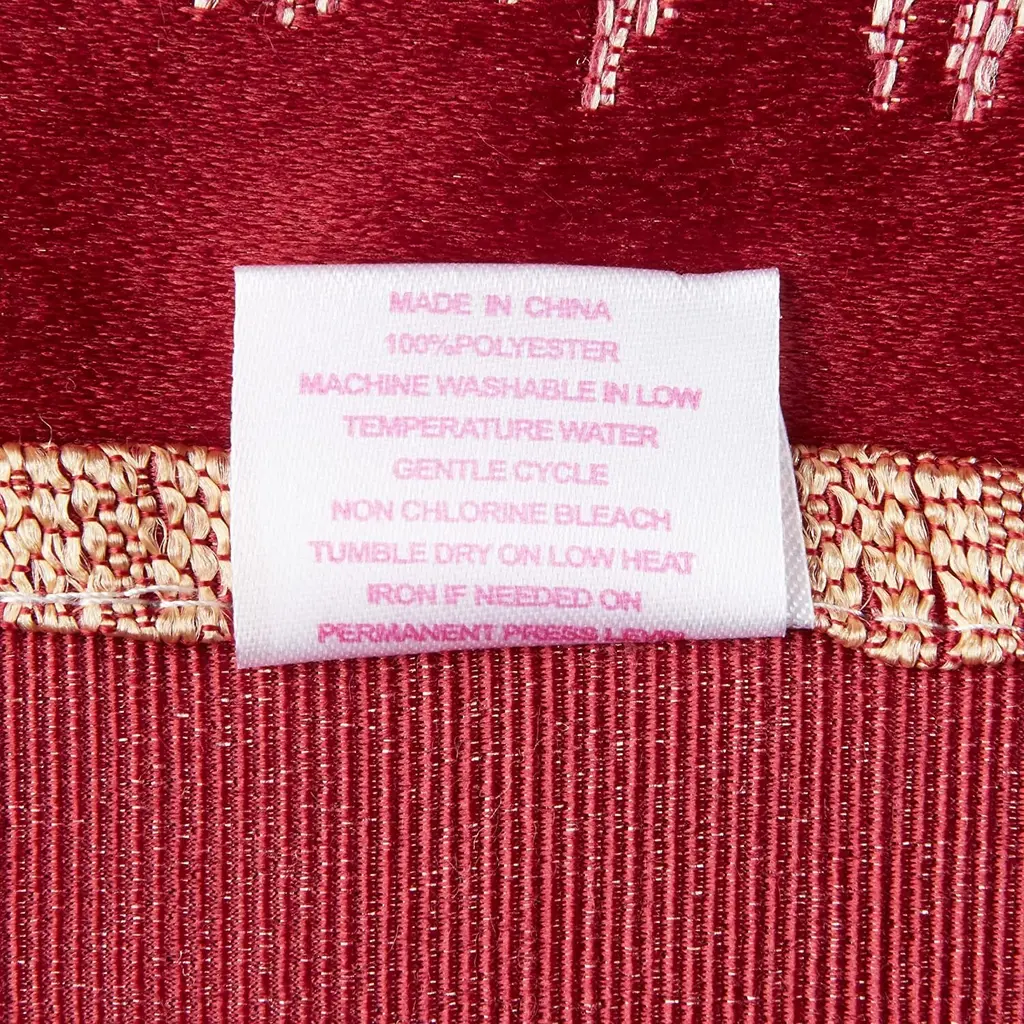 MADE IN CHINA
100%POLYESTER
MACHINE WASHABLE IN LOW
TEMPERATURE WATER
GENTLE CYCLE
NON CHLORINE BLEACH
TUMBLE DRY ON LOW HEAT
IRON IF NEEDED ON
PERMANENT PRESS LEVEL